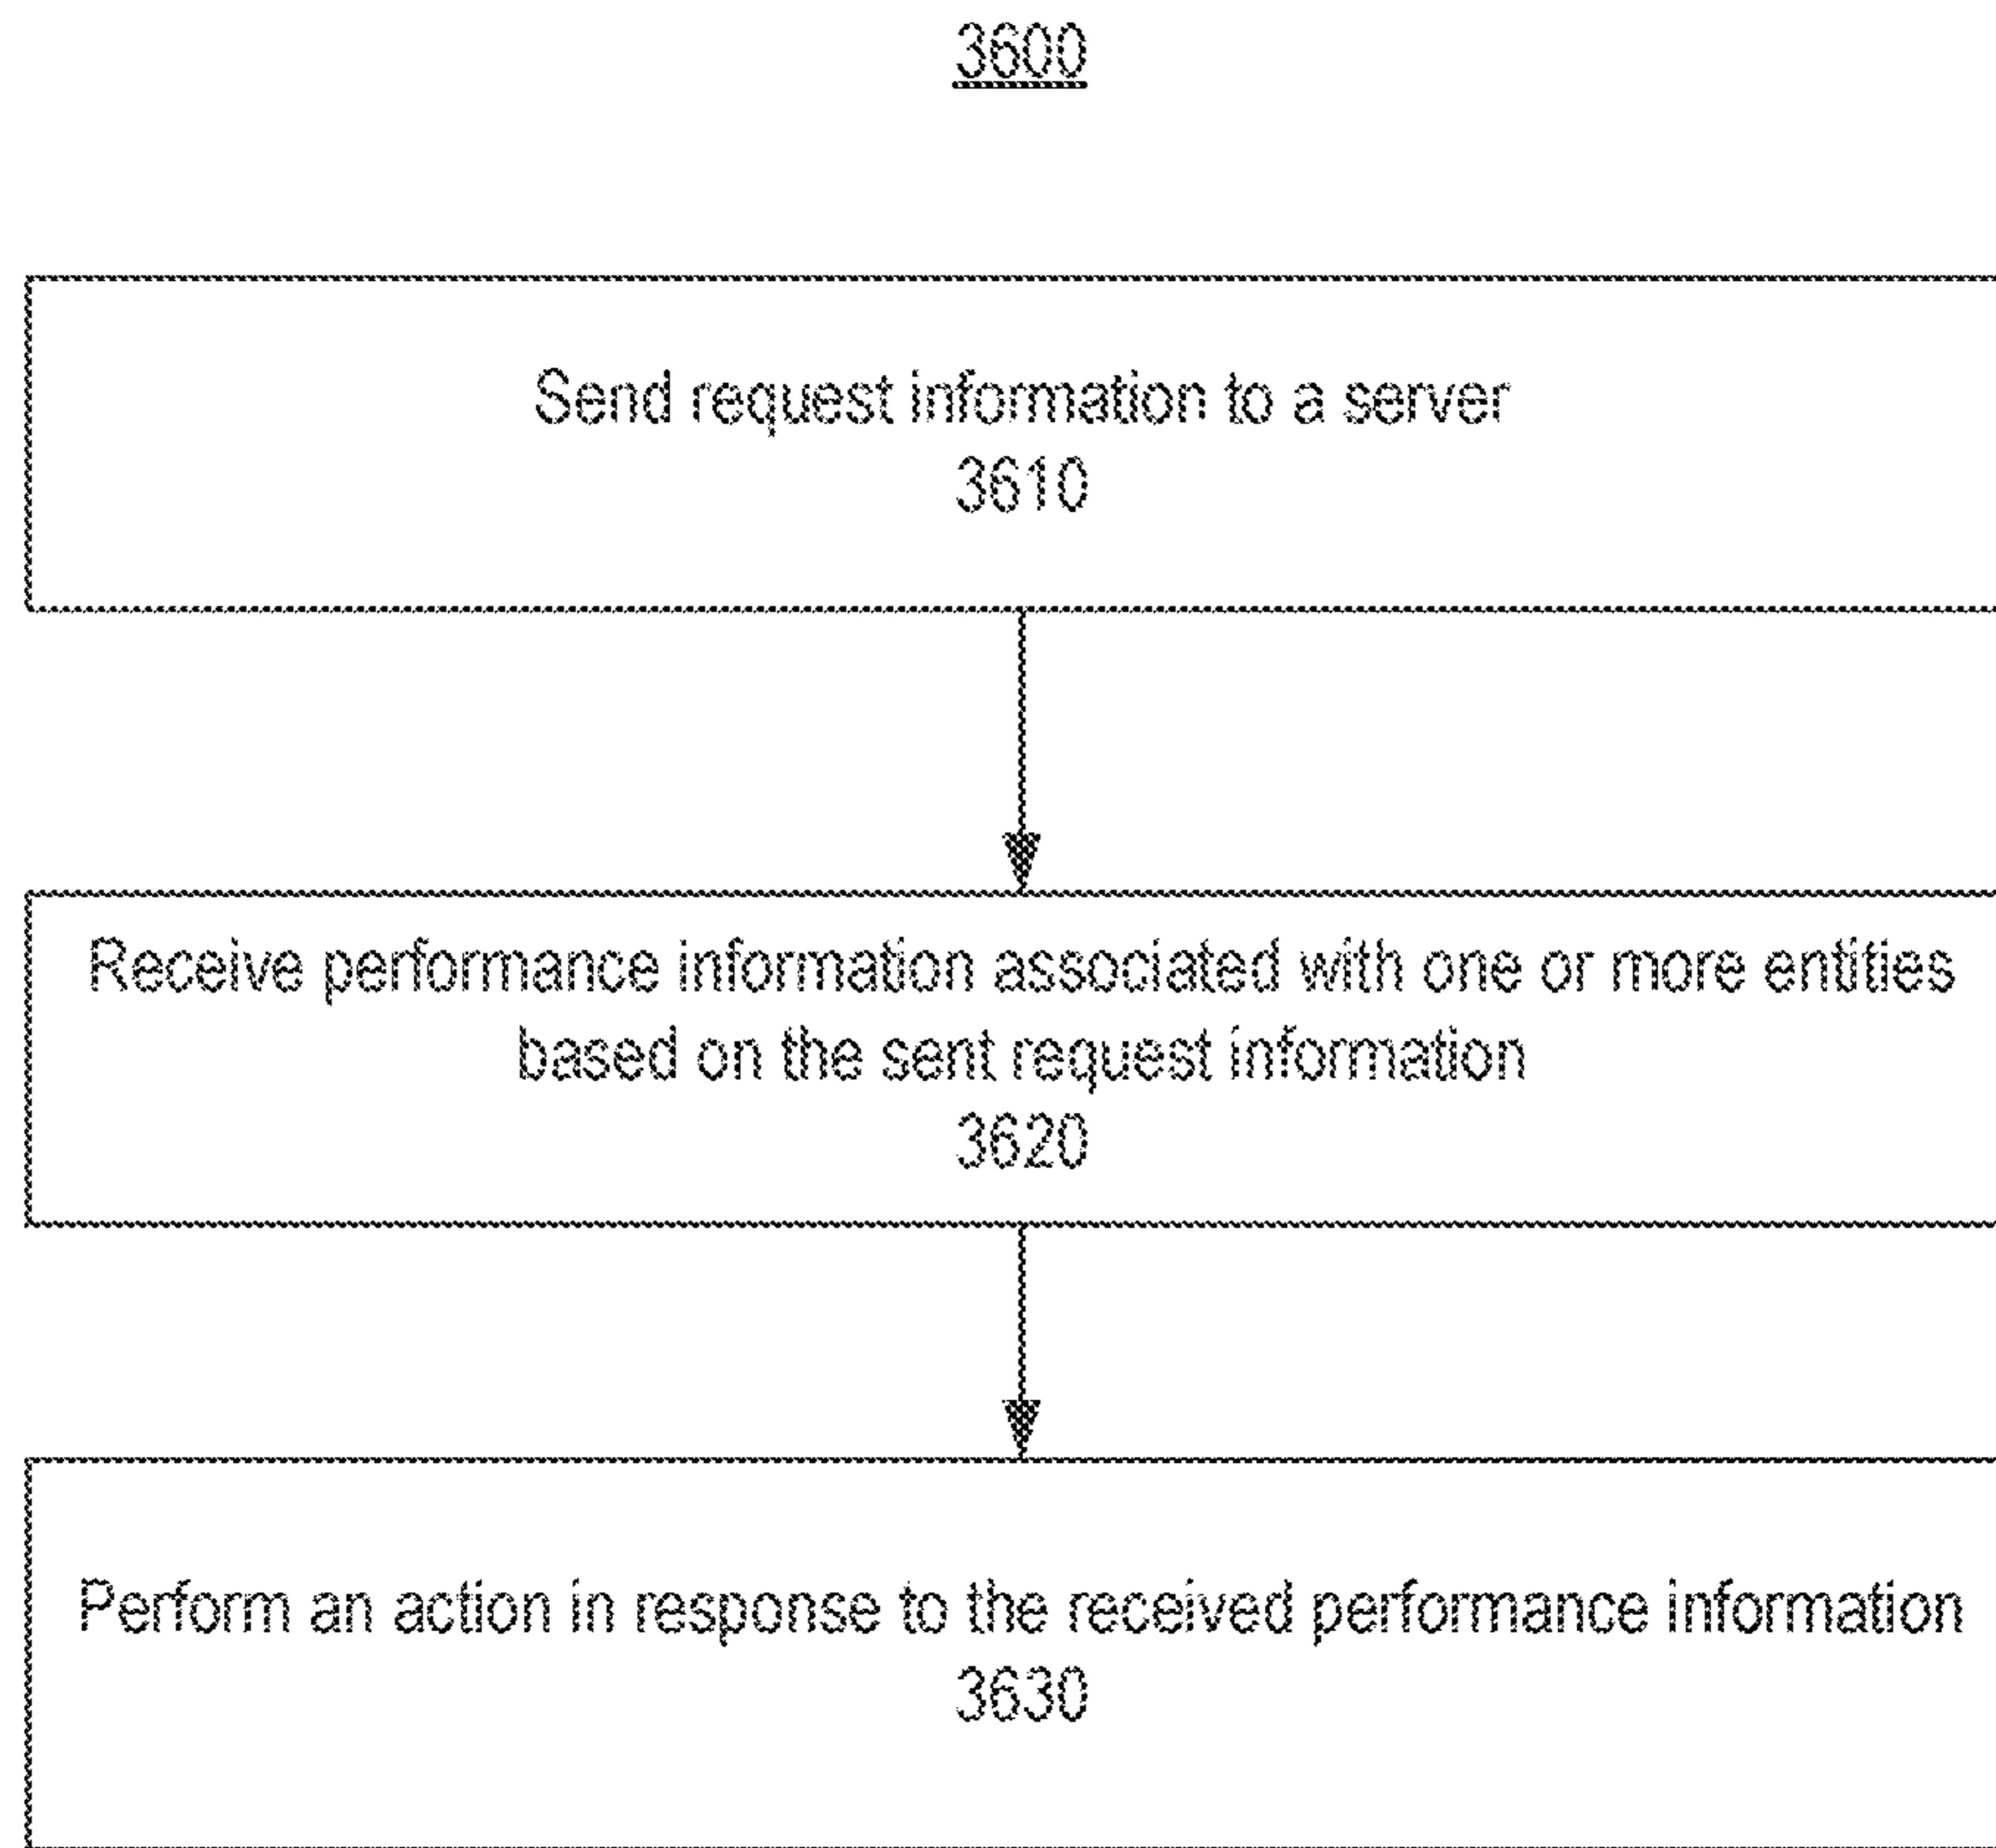 3600
Send request information to a server
3610
Receive performance information associated with one or more entities
based on the sent request information
3620
Perform an action in response to the received performance information
3630